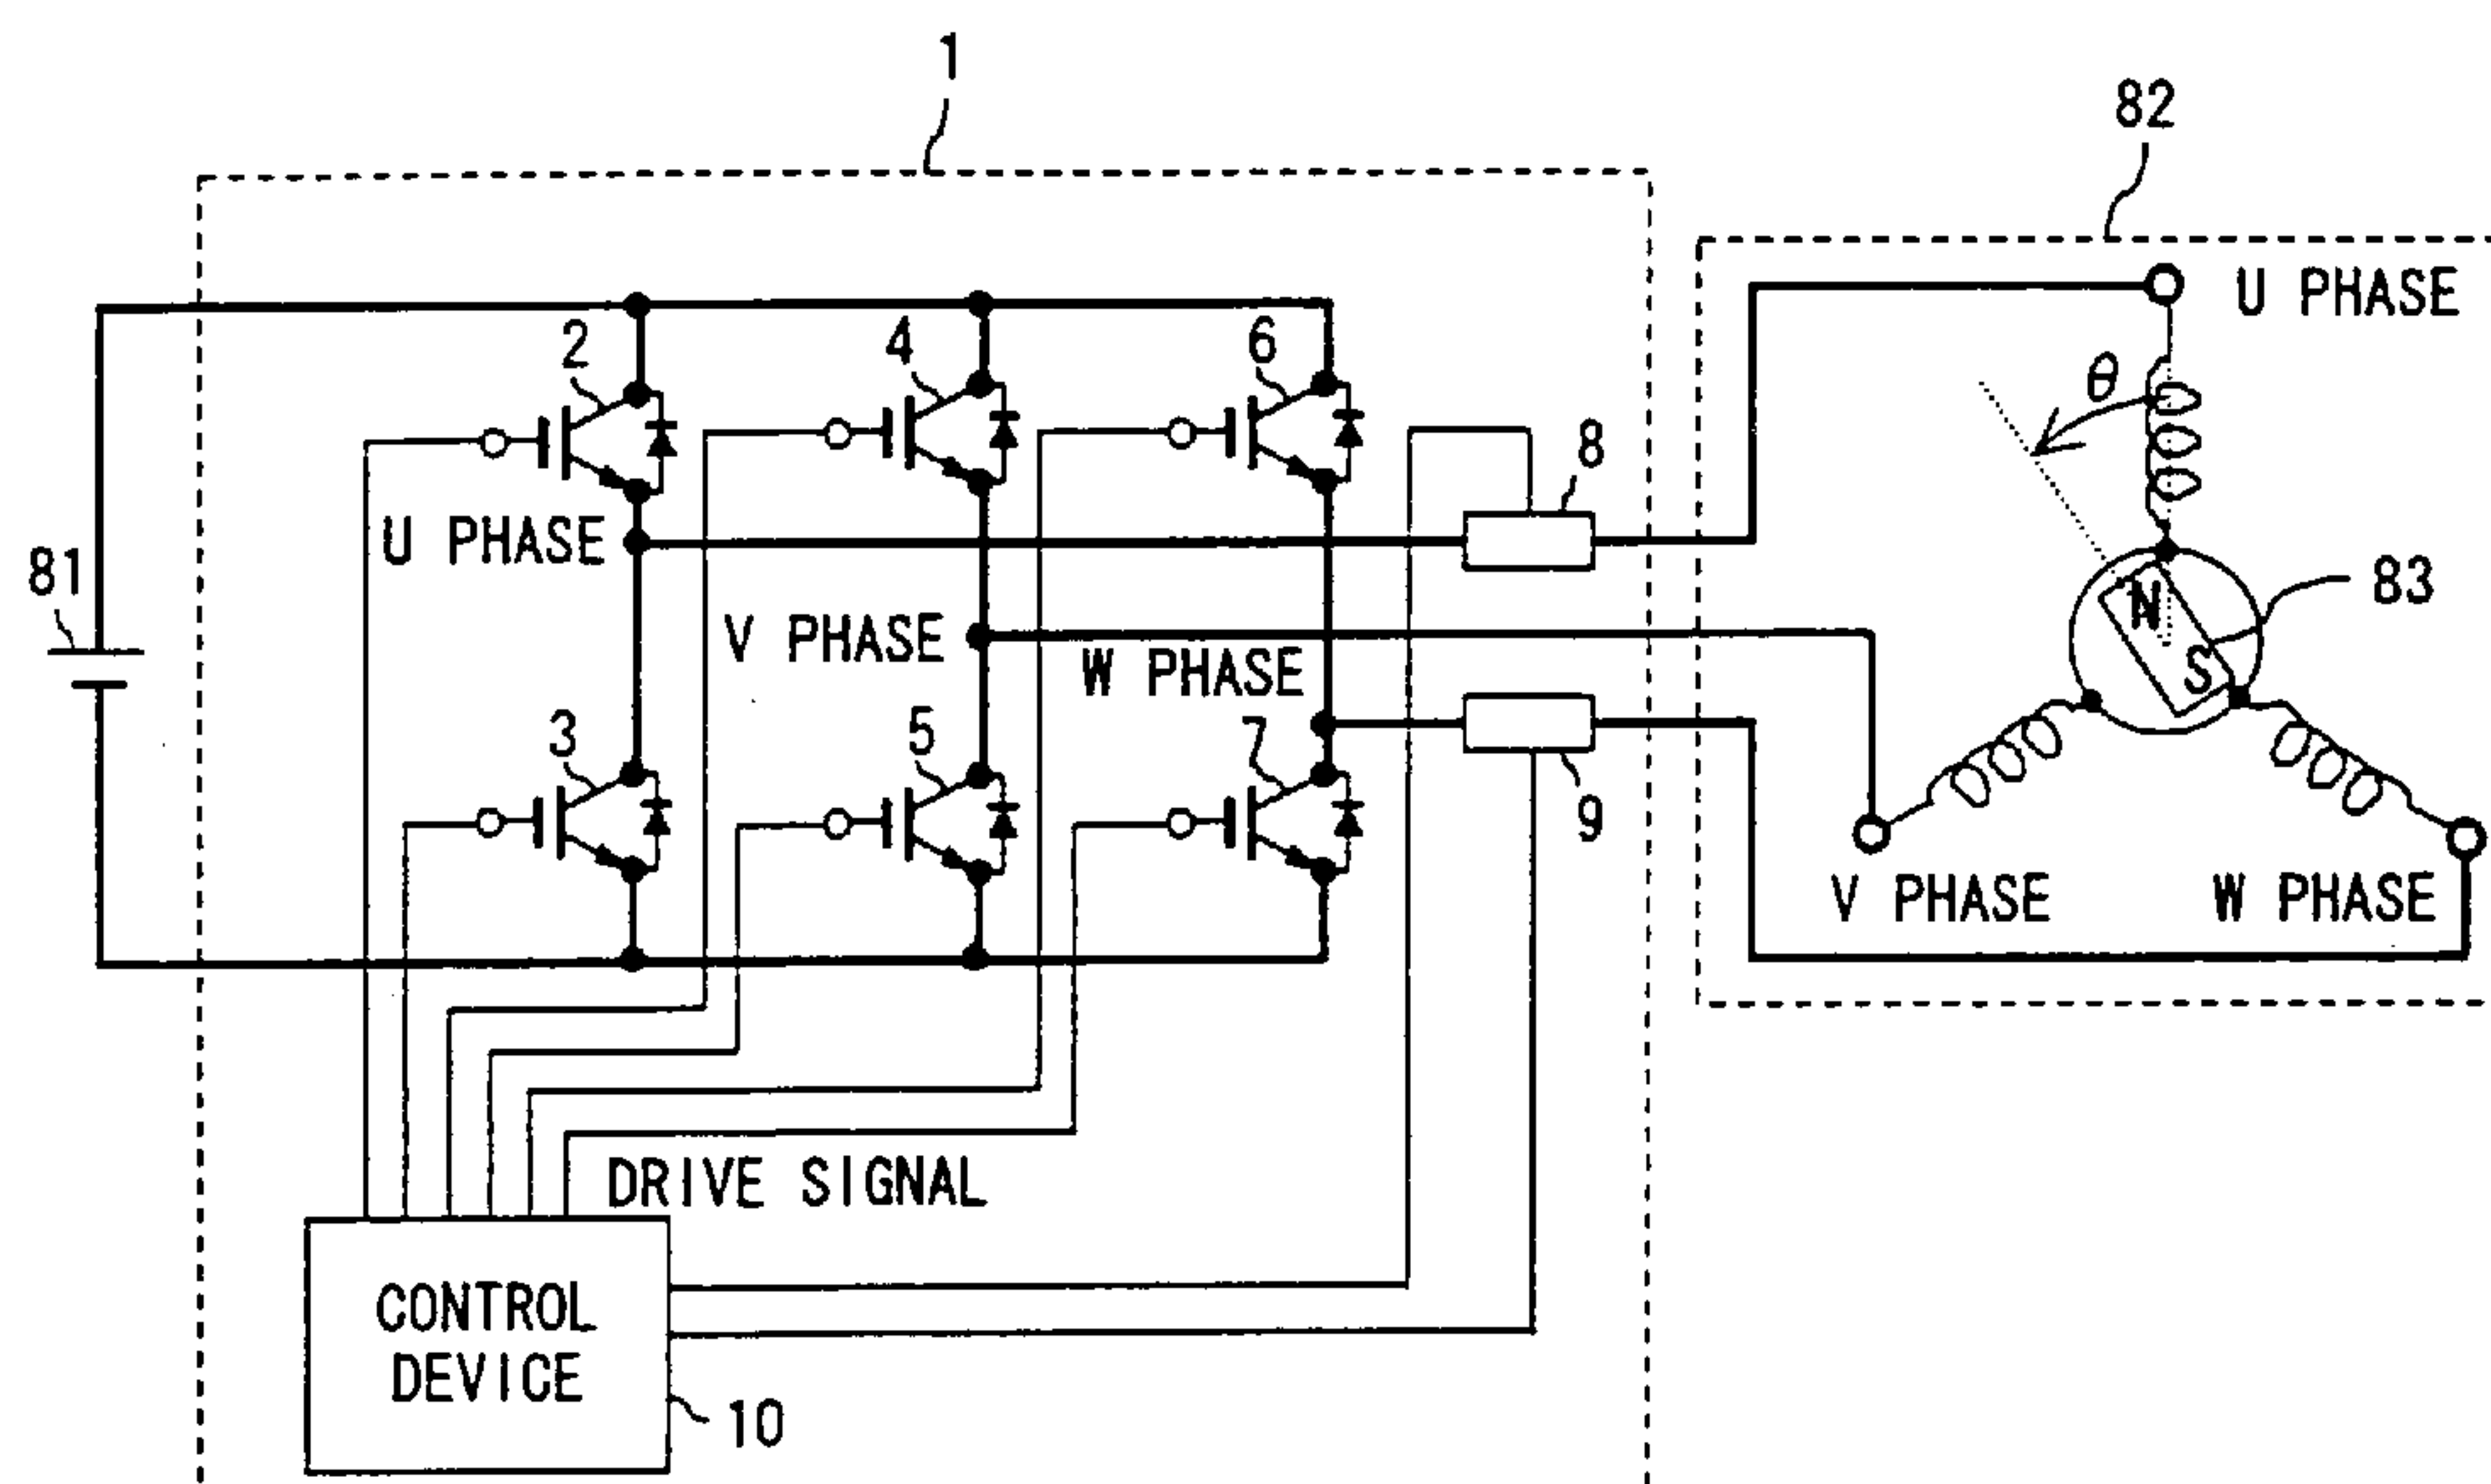 1
82
U PHASE
2
4
6
θ
8
U PHASE
81
83
N
V PHASE
W PHASE
S
3
5
7
9
V PHASE
W PHASE
DRIVE SIGNAL
CONTROL
DEVICE
10